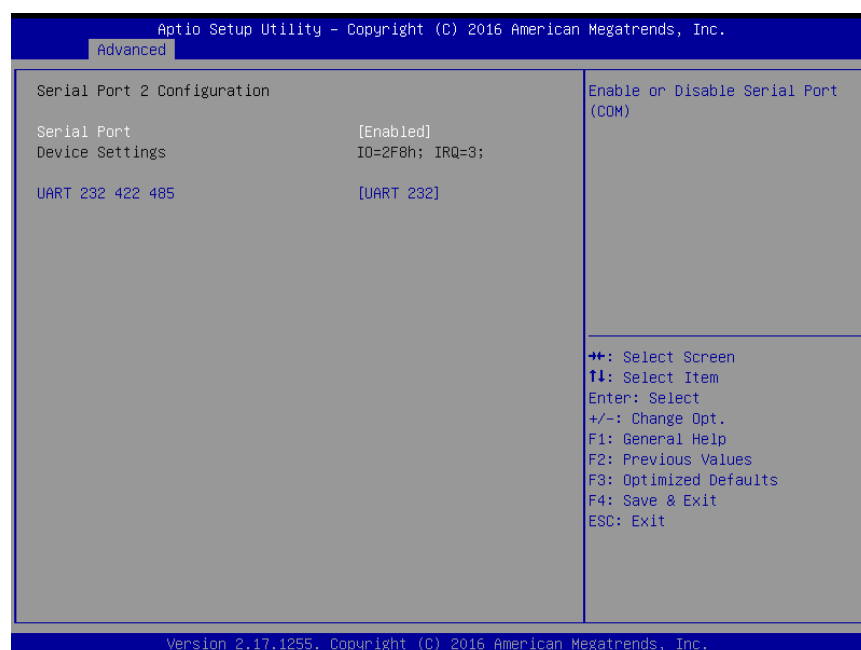 Aptio Setup Utility – Copyright (C) 2016 American Megatrends, Inc.
Advanced
Serial Port 2 Configuration
Serial Port [Enabled]
Device Settings IO=2F8h; IRQ=3;
UART 232 422 485 [UART 232]
Enable or Disable Serial Port
(COM)
→←: Select Screen
↑↓: Select Item
Enter: Select
+/-: Change Opt.
F1: General Help
F2: Previous Values
F3: Optimized Defaults
F4: Save & Exit
ESC: Exit
Version 2.17.1255. Copyright (C) 2016 American Megatrends, Inc.